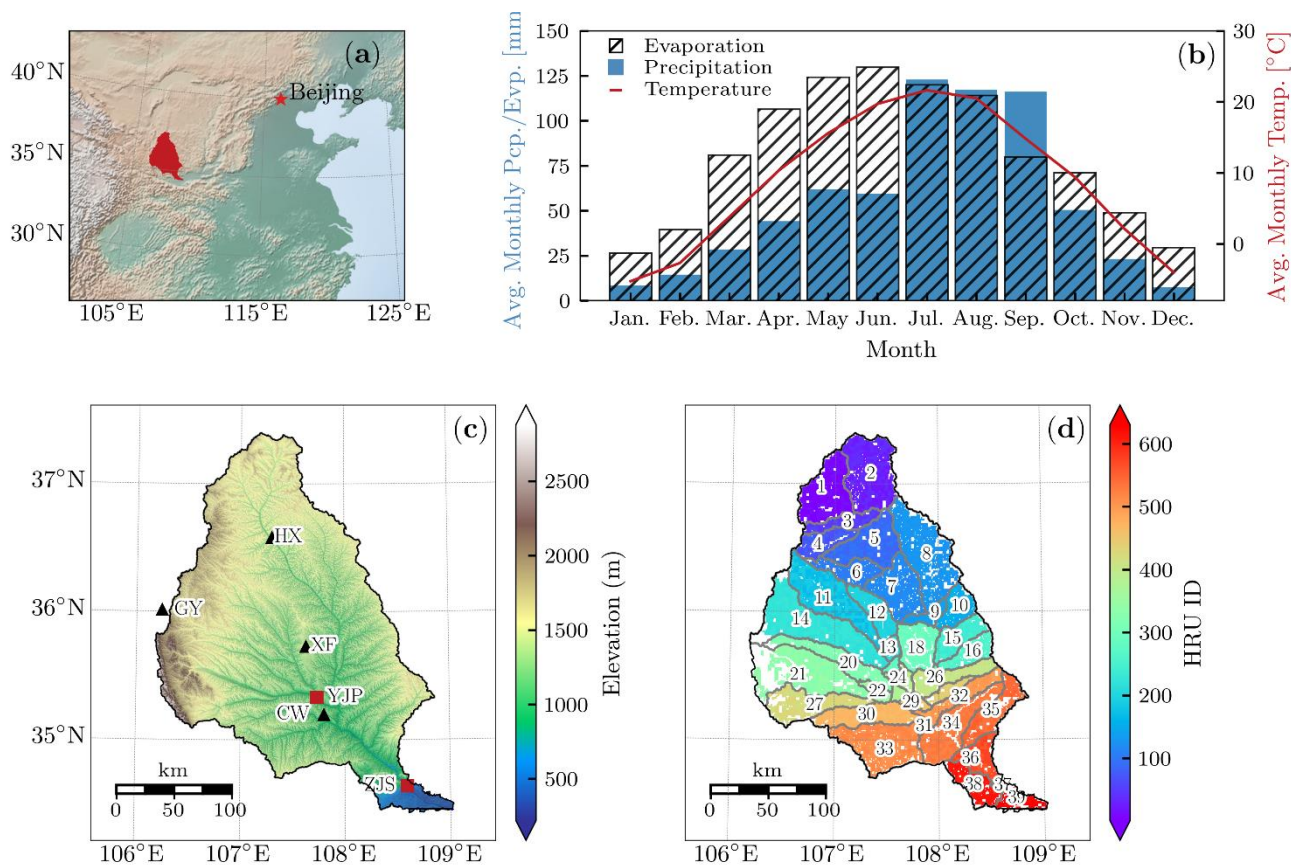 (a)
Beijing
40°N
35°N
30°N
105°E 115°E 125°E
(b)
Evaporation
Precipitation
Temperature
Avg. Monthly Pcp./Evp. [mm
150
125
100
75
50
25
0
Avg. Monthly Temp. [°C]
30
20
10
0
Jan. Feb. Mar. Apr. May Jun. Jul. Aug. Sep. Oct. Nov. Dec.
Month
(c)
37°N
36°N
35°N
HX
GY
XF
YJP
CW
ZJS
km
0 50 100
106°E 107°E 108°E 109°E
Elevation (m)
2500
2000
1500
1000
500
(d)
37°N
36°N
35°N
1
2
3
4
5
8
6
7
11
12
9
10
14
13
18
15
16
20
21
24
26
22
27
29
32
30
31
34
35
33
36
38
37
39
km
0 50 100
106°E 107°E 108°E 109°E
HRU ID
600
500
400
300
200
100